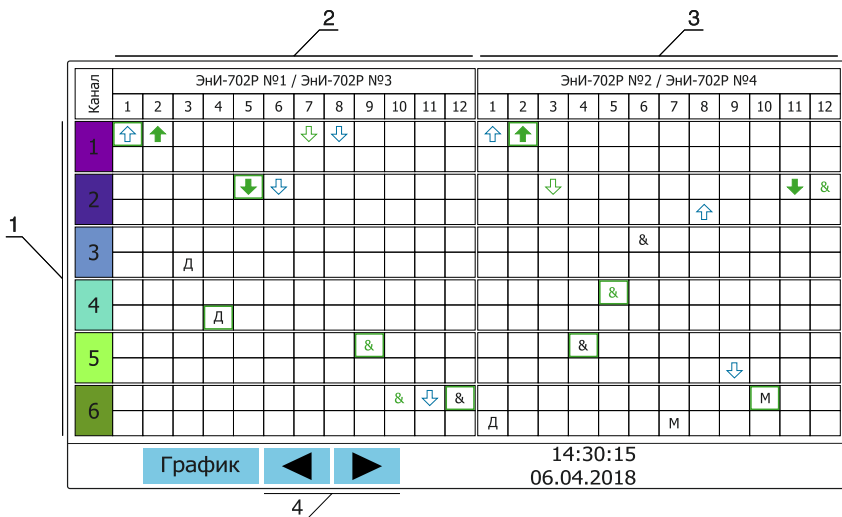 2 3
Канал ЭнИ-702Р №1 / ЭнИ-702Р №3 ЭнИ-702Р №2 / ЭнИ-702Р №4
1 2 3 4 5 6 7 8 9 10 11 12 1 2 3 4 5 6 7 8 9 10 11 12
1
2 &
1
3 &
Д
4 &
Д
5 & &
6 & & М
Д М
График 14:30:15
06.04.2018
4